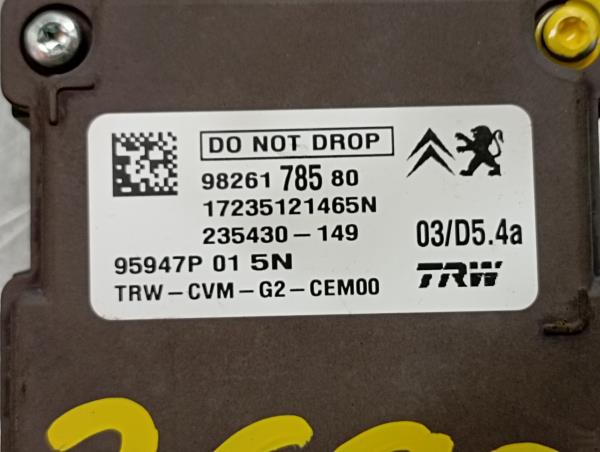 DO NOT DROP
98261 785 80
17235121465N
235430-149
03/D5.4a
95947P 01 5N
TRW
TRW-CVM-G2-CEM00